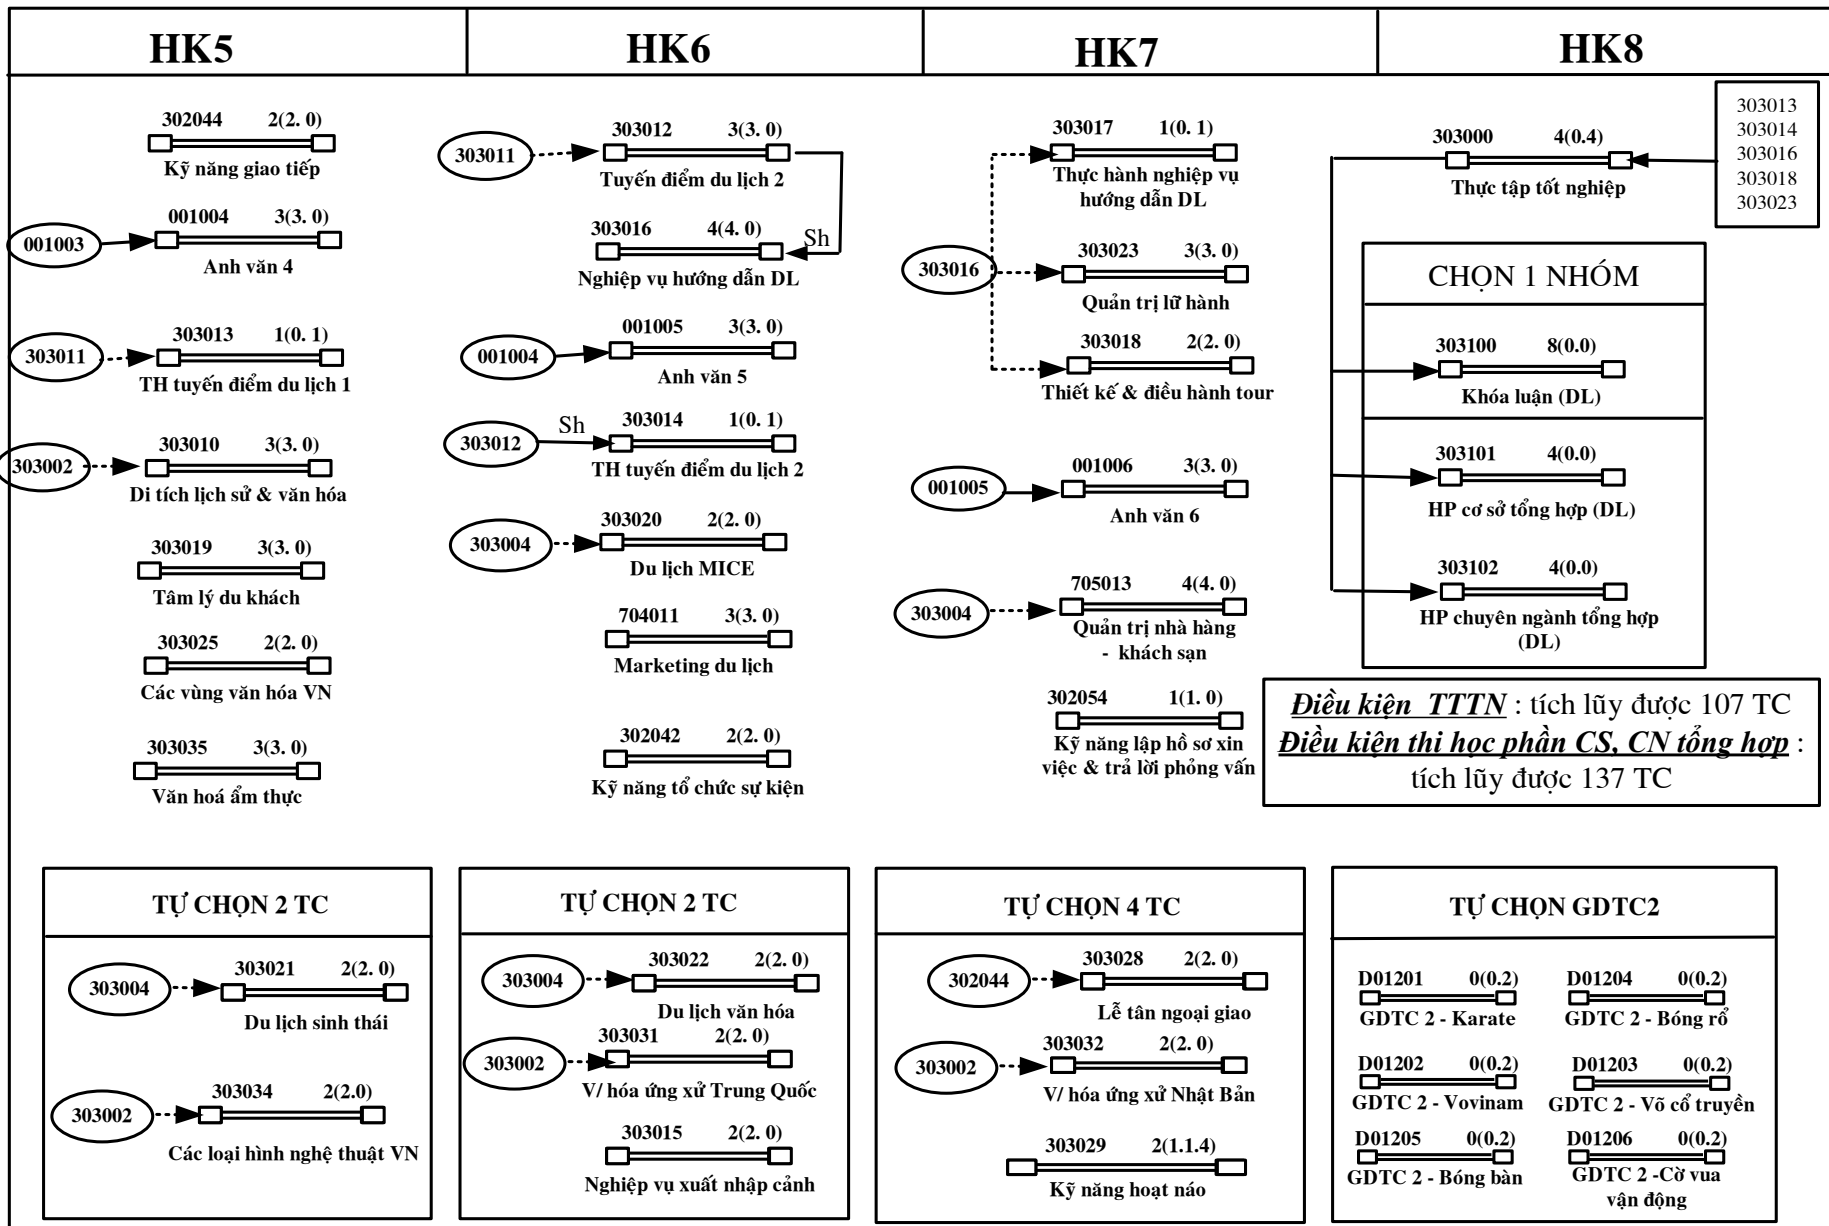 HK5
HK6
HK7
HK8
302044 2(2. 0)
Kỹ năng giao tiếp
001003
001004 3(3. 0)
Anh văn 4
303011
303013 1(0. 1)
TH tuyến điểm du lịch 1
303002
303010 3(3. 0)
Di tích lịch sử & văn hóa
303019 3(3. 0)
Tâm lý du khách
303025 2(2. 0)
Các vùng văn hóa VN
303035 3(3. 0)
Văn hoá ẩm thực
303011
303012 3(3. 0)
Tuyến điểm du lịch 2
303016 4(4. 0)
Sh
Nghiệp vụ hướng dẫn DL
001004
001005 3(3. 0)
Anh văn 5
303012
Sh
303014 1(0. 1)
TH tuyến điểm du lịch 2
303004
303020 2(2. 0)
Du lịch MICE
704011 3(3. 0)
Marketing du lịch
302042 2(2. 0)
Kỹ năng tổ chức sự kiện
303017 1(0. 1)
Thực hành nghiệp vụ
hướng dẫn DL
303016
303023 3(3. 0)
Quản trị lữ hành
303018 2(2. 0)
Thiết kế & điều hành tour
001005
001006 3(3. 0)
Anh văn 6
303004
705013 4(4. 0)
Quản trị nhà hàng
- khách sạn
302054 1(1. 0)
Kỹ năng lập hồ sơ xin
việc & trả lời phỏng vấn
303000 4(0.4)
Thực tập tốt nghiệp
303013
303014
303016
303018
303023
CHỌN 1 NHÓM
303100 8(0.0)
Khóa luận (DL)
303101 4(0.0)
HP cơ sở tổng hợp (DL)
303102 4(0.0)
HP chuyên ngành tổng hợp
(DL)
Điều kiện TTTN : tích lũy được 107 TC
Điều kiện thi học phần CS, CN tổng hợp :
tích lũy được 137 TC
TỰ CHỌN 2 TC
303004
303021 2(2. 0)
Du lịch sinh thái
303002
303034 2(2.0)
Các loại hình nghệ thuật VN
TỰ CHỌN 2 TC
303004
303022 2(2. 0)
Du lịch văn hóa
303002
303031 2(2. 0)
V/ hóa ứng xử Trung Quốc
303015 2(2. 0)
Nghiệp vụ xuất nhập cảnh
TỰ CHỌN 4 TC
302044
303028 2(2. 0)
Lễ tân ngoại giao
303002
303032 2(2. 0)
V/ hóa ứng xử Nhật Bản
303029 2(1.1.4)
Kỹ năng hoạt náo
TỰ CHỌN GDTC2
D01201 0(0.2) D01204 0(0.2)
GDTC 2 - Karate GDTC 2 - Bóng rổ
D01202 0(0.2) D01203 0(0.2)
GDTC 2 - Vovinam GDTC 2 - Võ cổ truyền
D01205 0(0.2) D01206 0(0.2)
GDTC 2 - Bóng bàn GDTC 2 -Cờ vua
vận động